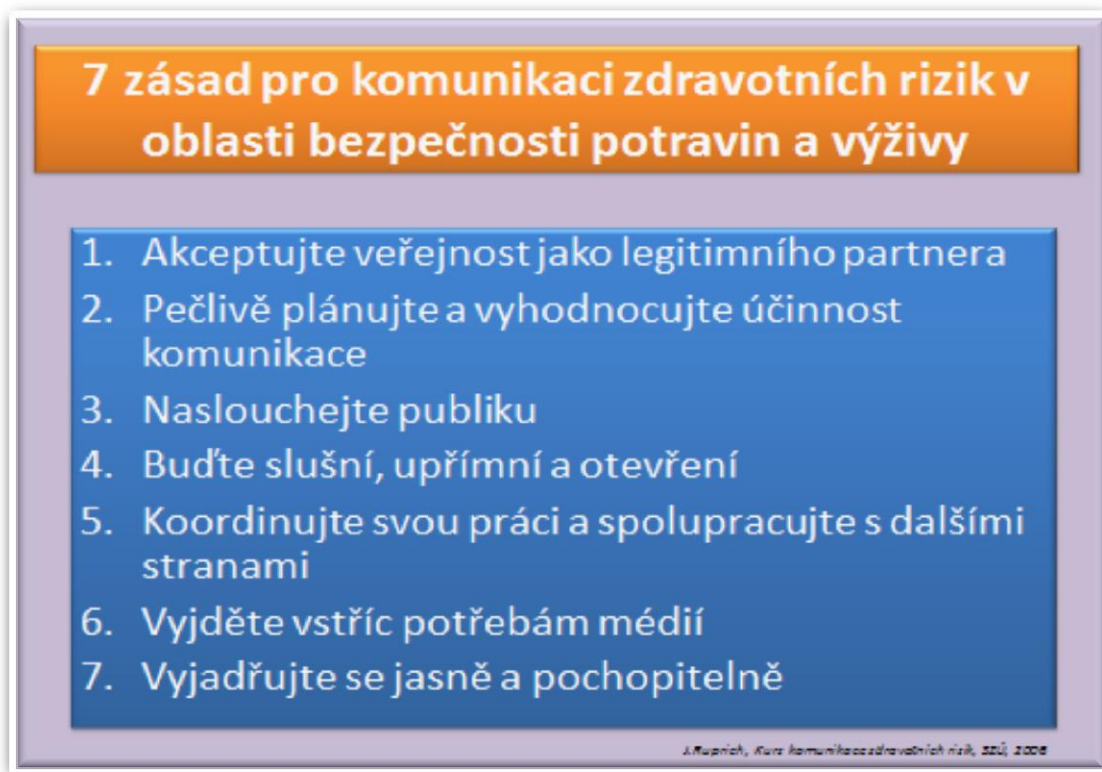 7 zásad pro komunikaci zdravotních rizik v
oblasti bezpečnosti potravin a výživy
1. Akceptujte veřejnost jako legitimního partnera
2. Pečlivě plánujte a vyhodnocujte účinnost
komunikace
3. Naslouchejte publiku
4. Buďte slušní, upřímní a otevření
5. Koordinujte svou práci a spolupracujte s dalšími
stranami
6. Vyjděte vstříc potřebám médií
7. Vyjadřujte se jasně a pochopitelně
J.Ruprich, Kurs komunikace zdravotních rizik, SZÚ, 2006